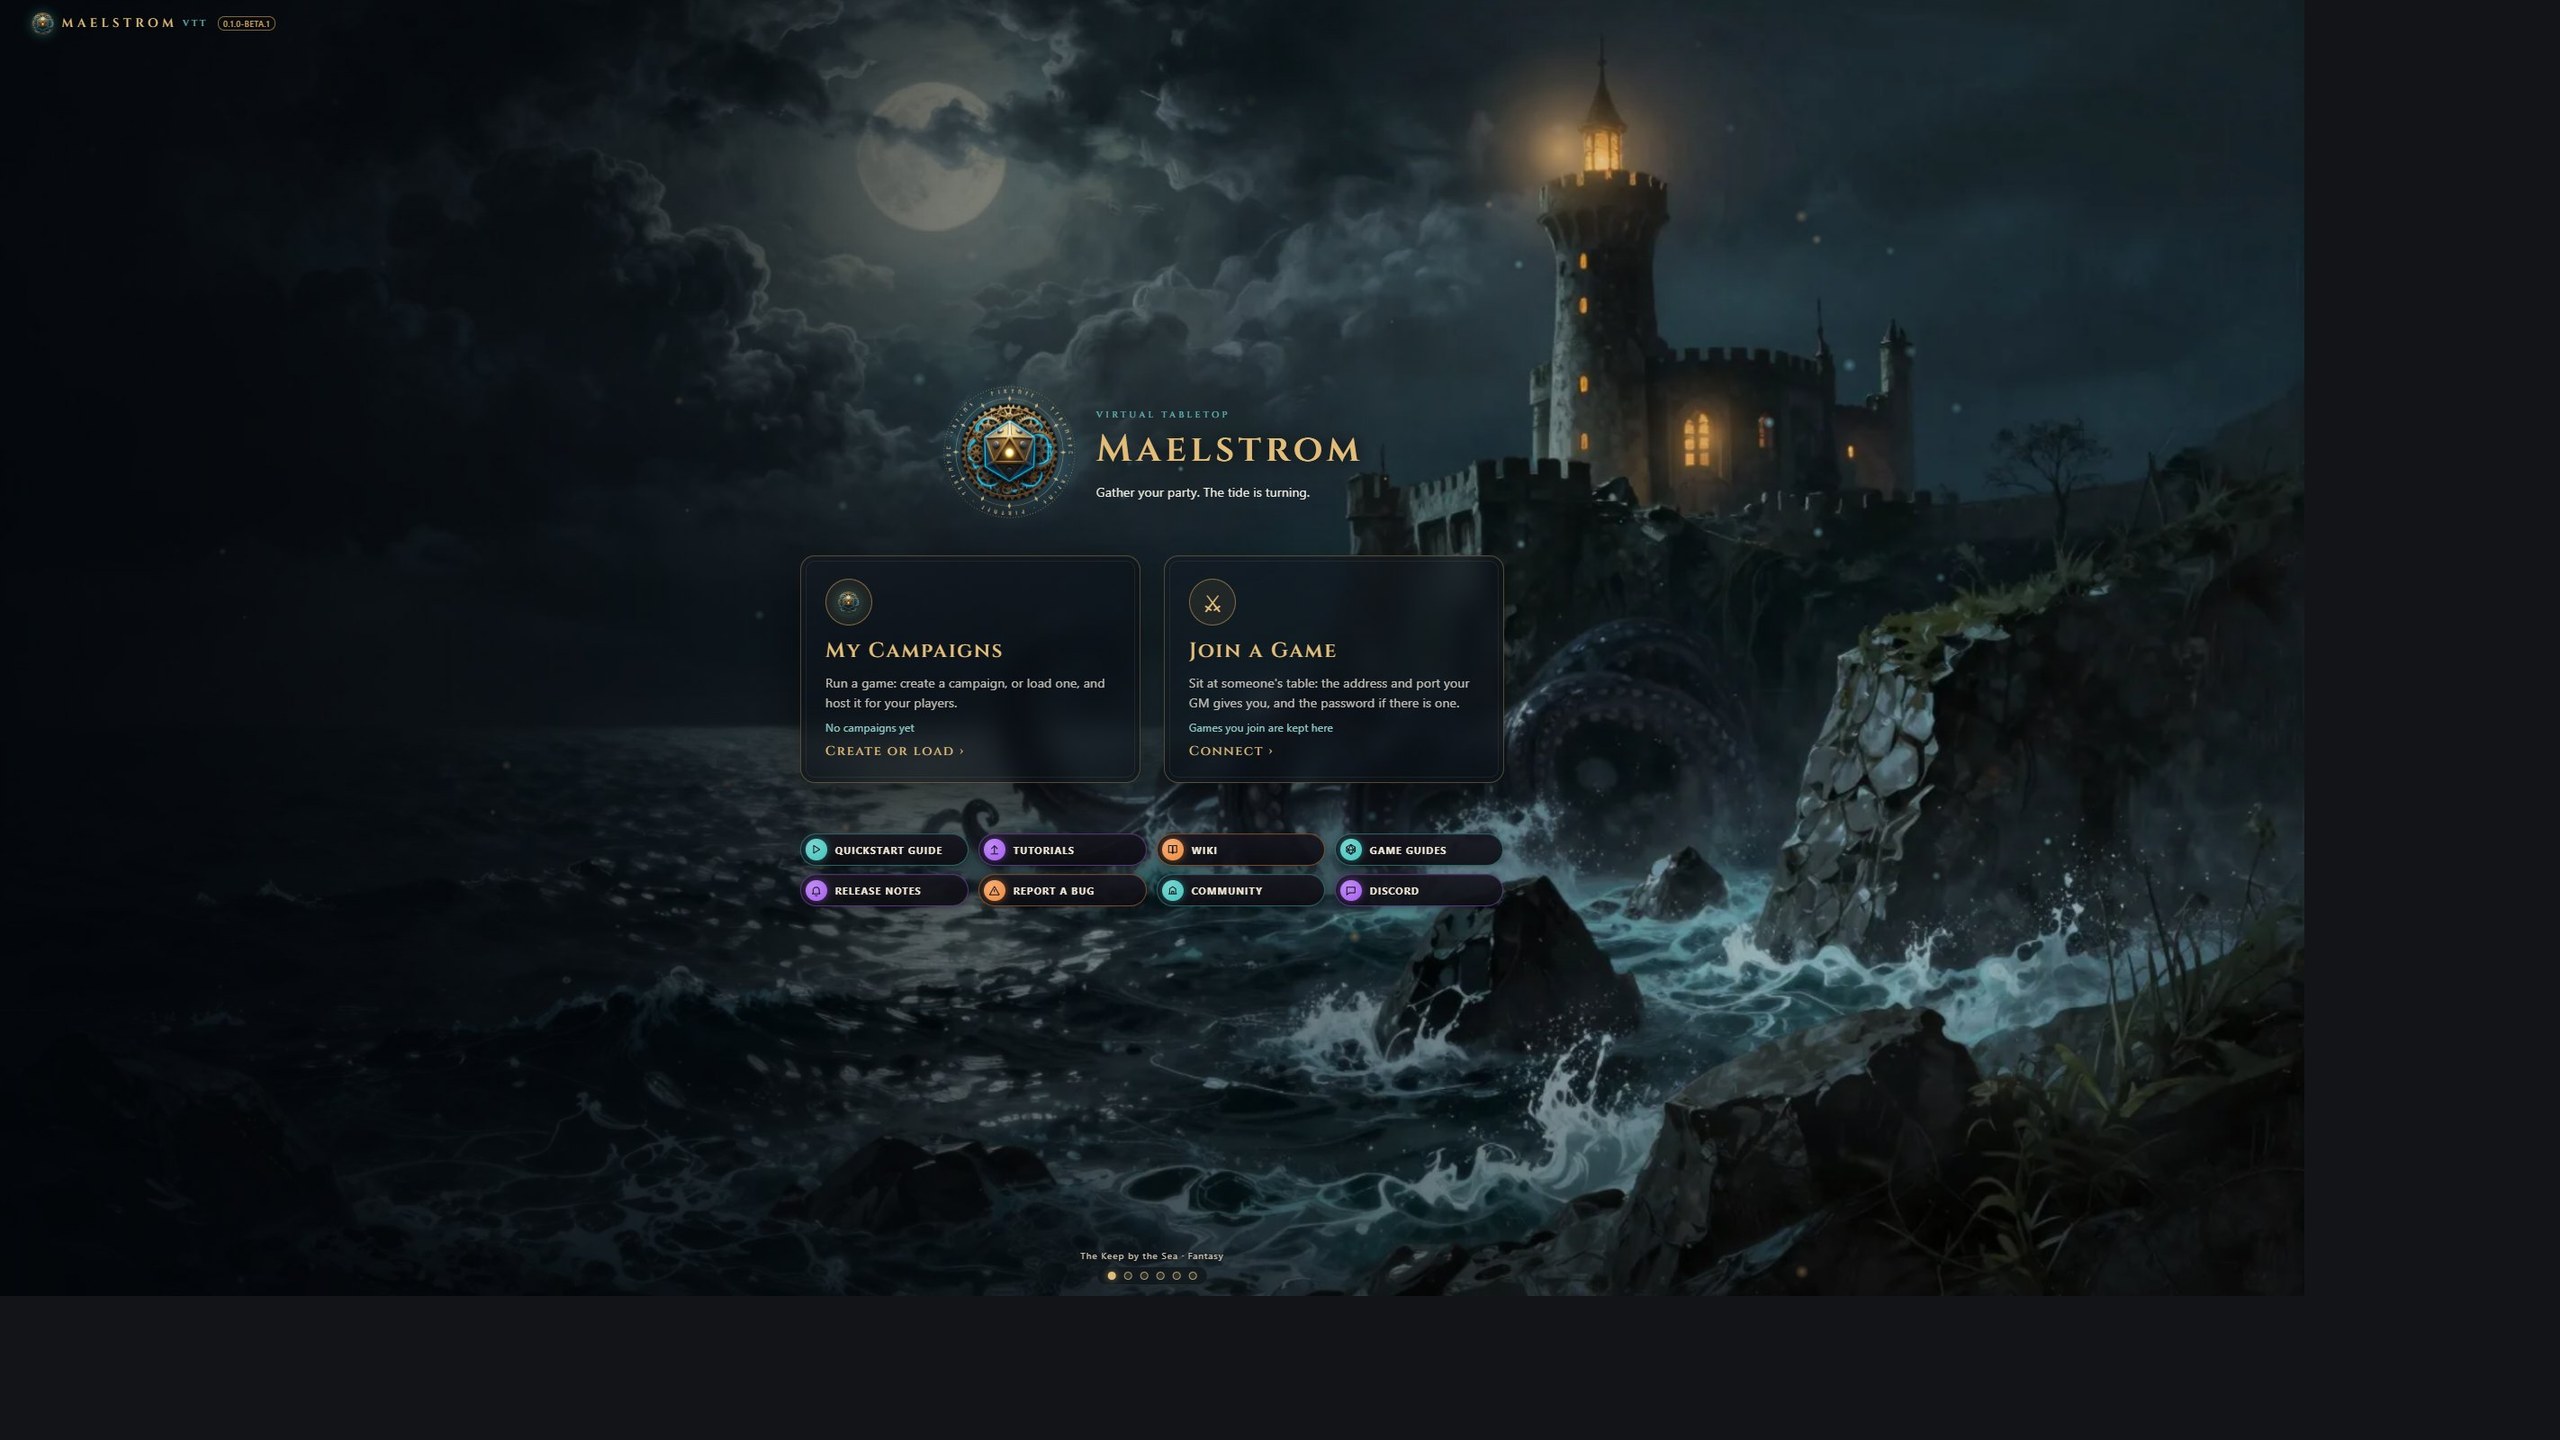 MAELSTROM VTT 0.1.0-BETA.1
VIRTUAL TABLETOP
MAELSTROM
Gather your party. The tide is turning.
MY CAMPAIGNS
Run a game: create a campaign, or load one, and
host it for your players.
No campaigns yet
CREATE OR LOAD ›
JOIN A GAME
Sit at someone's table: the address and port your
GM gives you, and the password if there is one.
Games you join are kept here
CONNECT ›
QUICKSTART GUIDE
TUTORIALS
WIKI
GAME GUIDES
RELEASE NOTES
REPORT A BUG
COMMUNITY
DISCORD
The Keep by the Sea · Fantasy